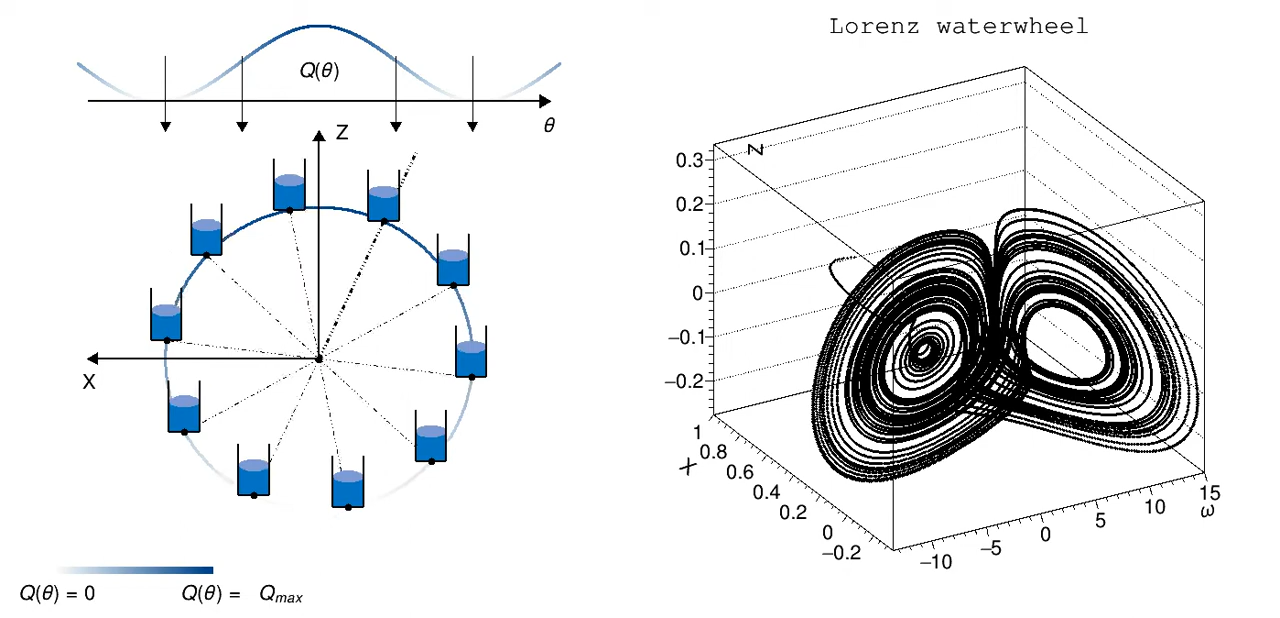 Lorenz waterwheel
Q(θ)
θ
Z
X
Q(θ) = 0
Q(θ) = Q_max
Z
0.3
0.2
0.1
0
−0.1
−0.2
1
0.8
0.6
0.4
0.2
0
−0.2
X
−10
−5
0
5
10
15
ω